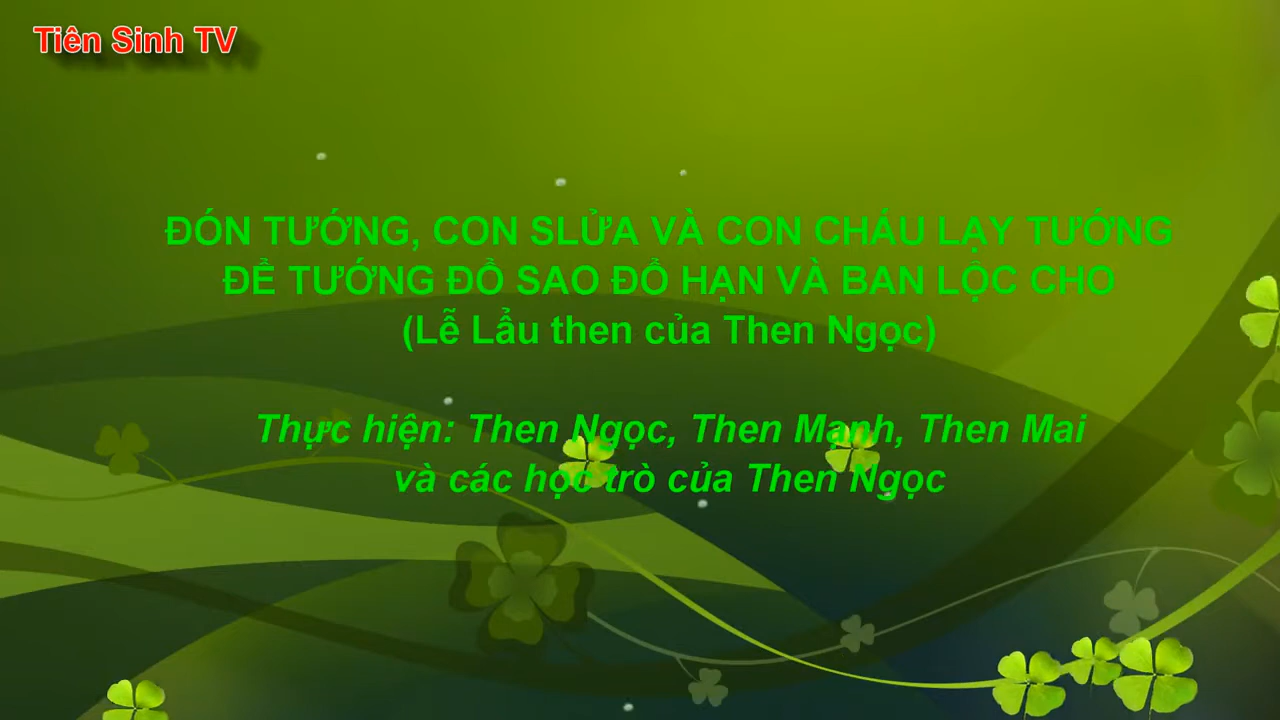 Tiên Sinh TV
ĐÓN TƯỚNG, CON SLỬA VÀ CON CHÁU LẠY TƯỚNG
ĐỂ TƯỚNG ĐỔ SAO ĐỔ HẠN VÀ BAN LỘC CHO
(Lễ Lẩu then của Then Ngọc)
Thực hiện: Then Ngọc, Then Mạnh, Then Mai
và các học trò của Then Ngọc